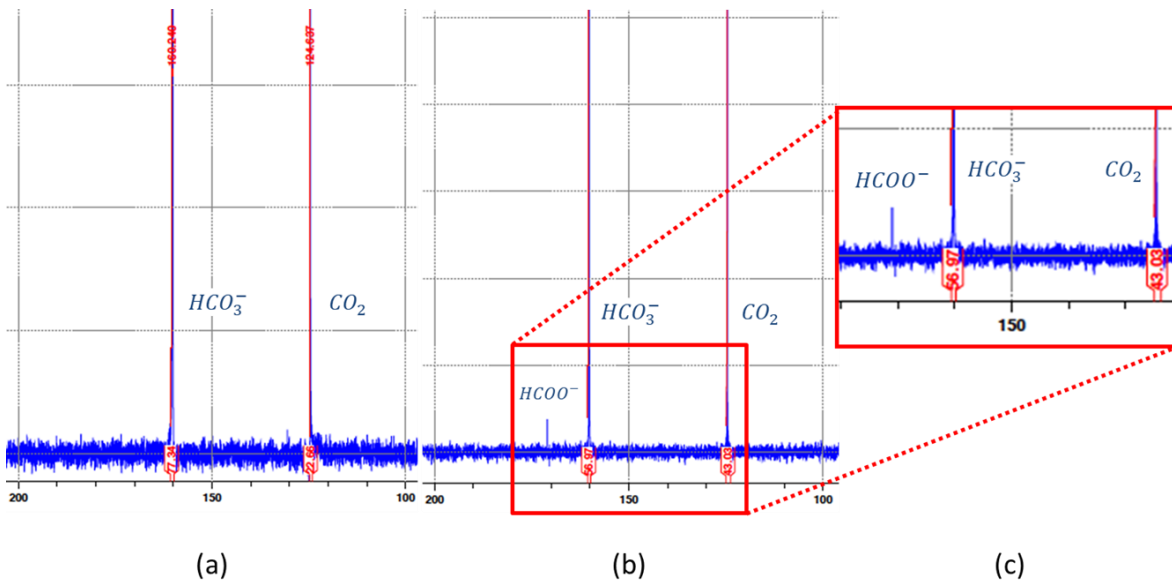 160.240
124.637
HCO₃⁻
CO₂
77.34
22.66
200
150
100
(a)
HCOO⁻
HCO₃⁻
CO₂
56.97
43.03
200
150
100
(b)
HCOO⁻
HCO₃⁻
CO₂
56.97
43.03
150
(c)